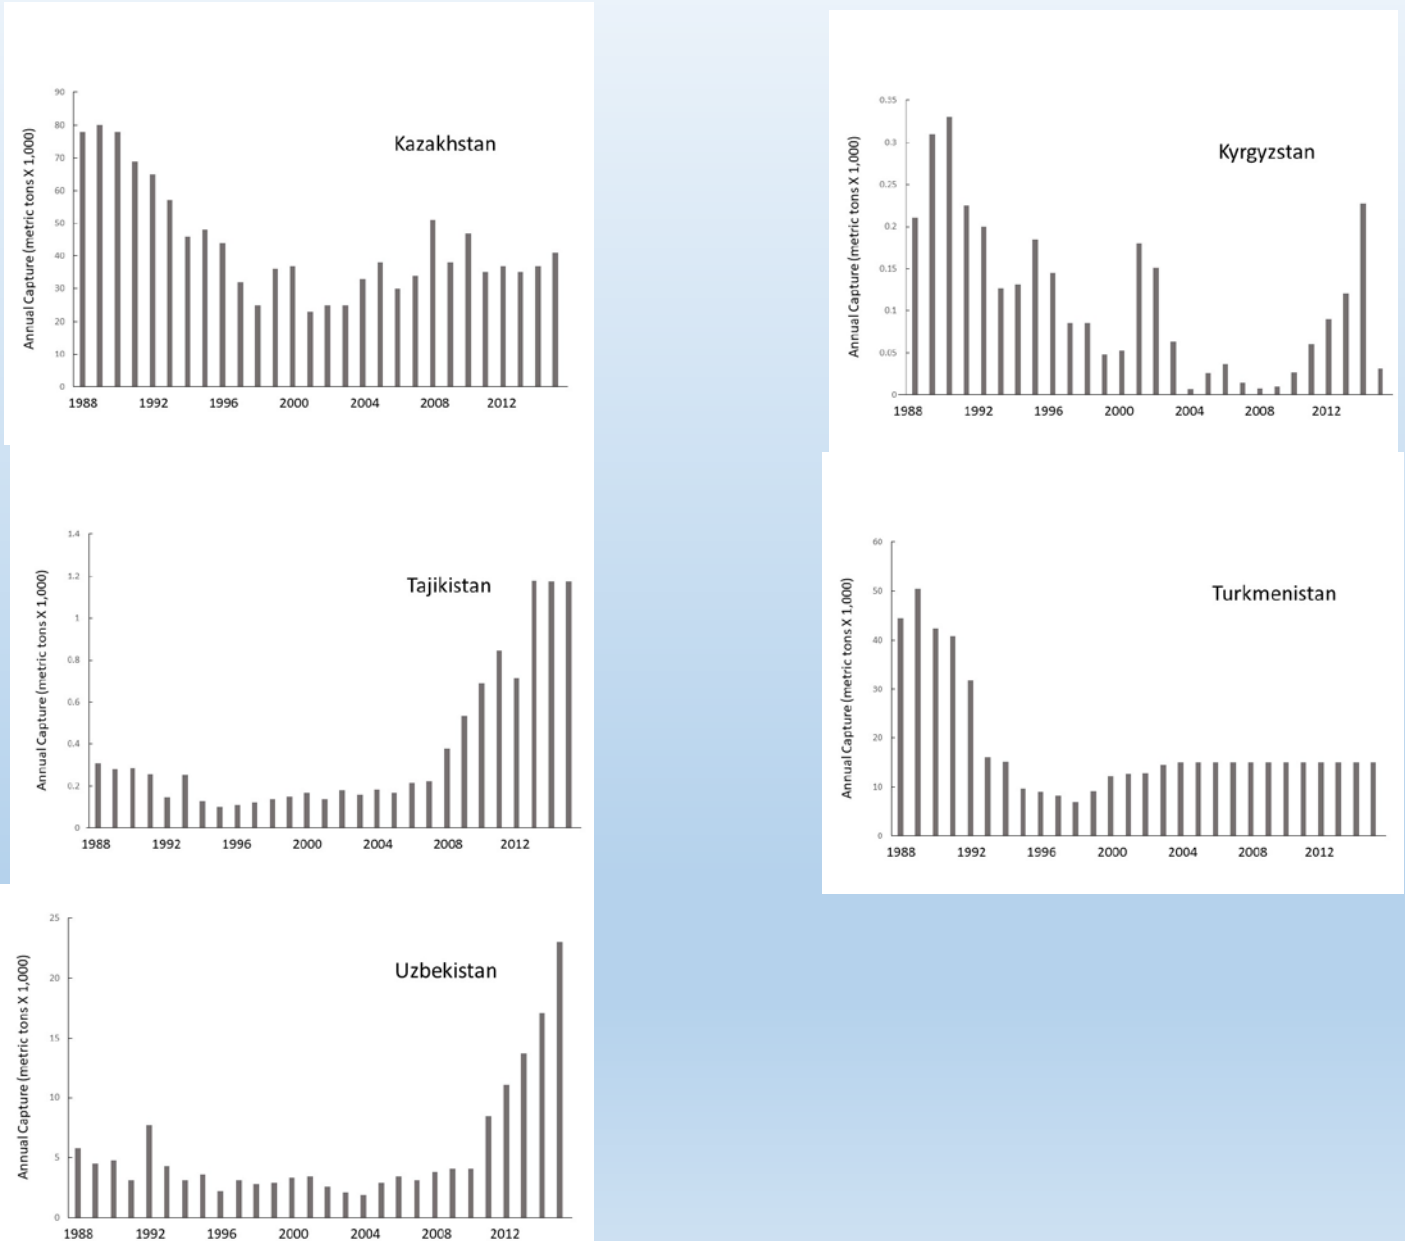 Kazakhstan
Annual Capture (metric tons X 1,000)
90
80
70
60
50
40
30
20
10
0
1988 1992 1996 2000 2004 2008 2012
Kyrgyzstan
Annual Capture (metric tons X 1,000)
0.35
0.3
0.25
0.2
0.15
0.1
0.05
0
1988 1992 1996 2000 2004 2008 2012
Tajikistan
Annual Capture (metric tons X 1,000)
1.4
1.2
1
0.8
0.6
0.4
0.2
0
1988 1992 1996 2000 2004 2008 2012
Turkmenistan
Annual Capture (metric tons X 1,000)
60
50
40
30
20
10
0
1988 1992 1996 2000 2004 2008 2012
Uzbekistan
Annual Capture (metric tons X 1,000)
25
20
15
10
5
0
1988 1992 1996 2000 2004 2008 2012